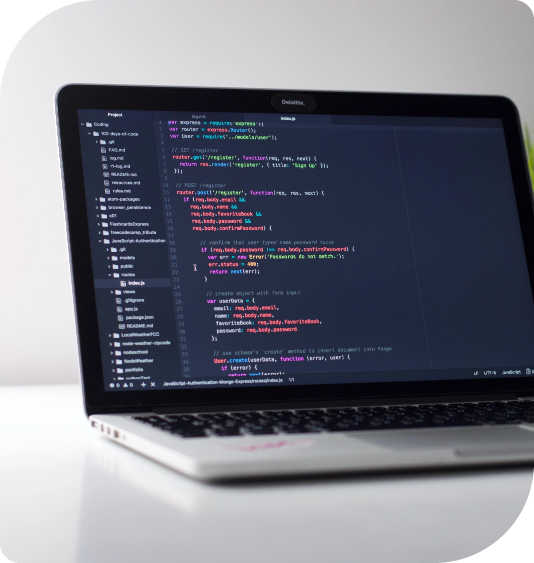 Deloitte.
Project
Coding
100-days-of-code
.git
FAQ.md
log.md
r1-log.md
README.md
resources.md
rules.md
atom-packages
browser_persistence
e01
FlashcardsExpress
freecodecamp_tribute
JavaScript-Authentication
.git
models
public
routes
index.js
views
.gitignore
app.js
package.json
README.md
LocalWeatherFCC
node-weather-zipcode
nodeschool
NodeWeather
portfolio
log.md
index.js
var express = require('express');
var router = express.Router();
var User = require('../models/user');
// GET /register
router.get('/register', function(req, res, next) {
return res.render('register', { title: 'Sign Up' });
});
// POST /register
router.post('/register', function(req, res, next) {
if (req.body.email &&
req.body.name &&
req.body.favoriteBook &&
req.body.password &&
req.body.confirmPassword) {
// confirm that user typed same password twice
if (req.body.password !== req.body.confirmPassword) {
var err = new Error('Passwords do not match.');
err.status = 400;
return next(err);
}
// create object with form input
var userData = {
email: req.body.email,
name: req.body.name,
favoriteBook: req.body.favoriteBook,
password: req.body.password
};
// use schema's `create` method to insert document into Mongo
User.create(userData, function (error, user) {
if (error) {
return next(error);
0 0 + × JavaScript-Authentication-Mongo-Express/routes/index.js 1:1
LF UTF-8 JavaScript